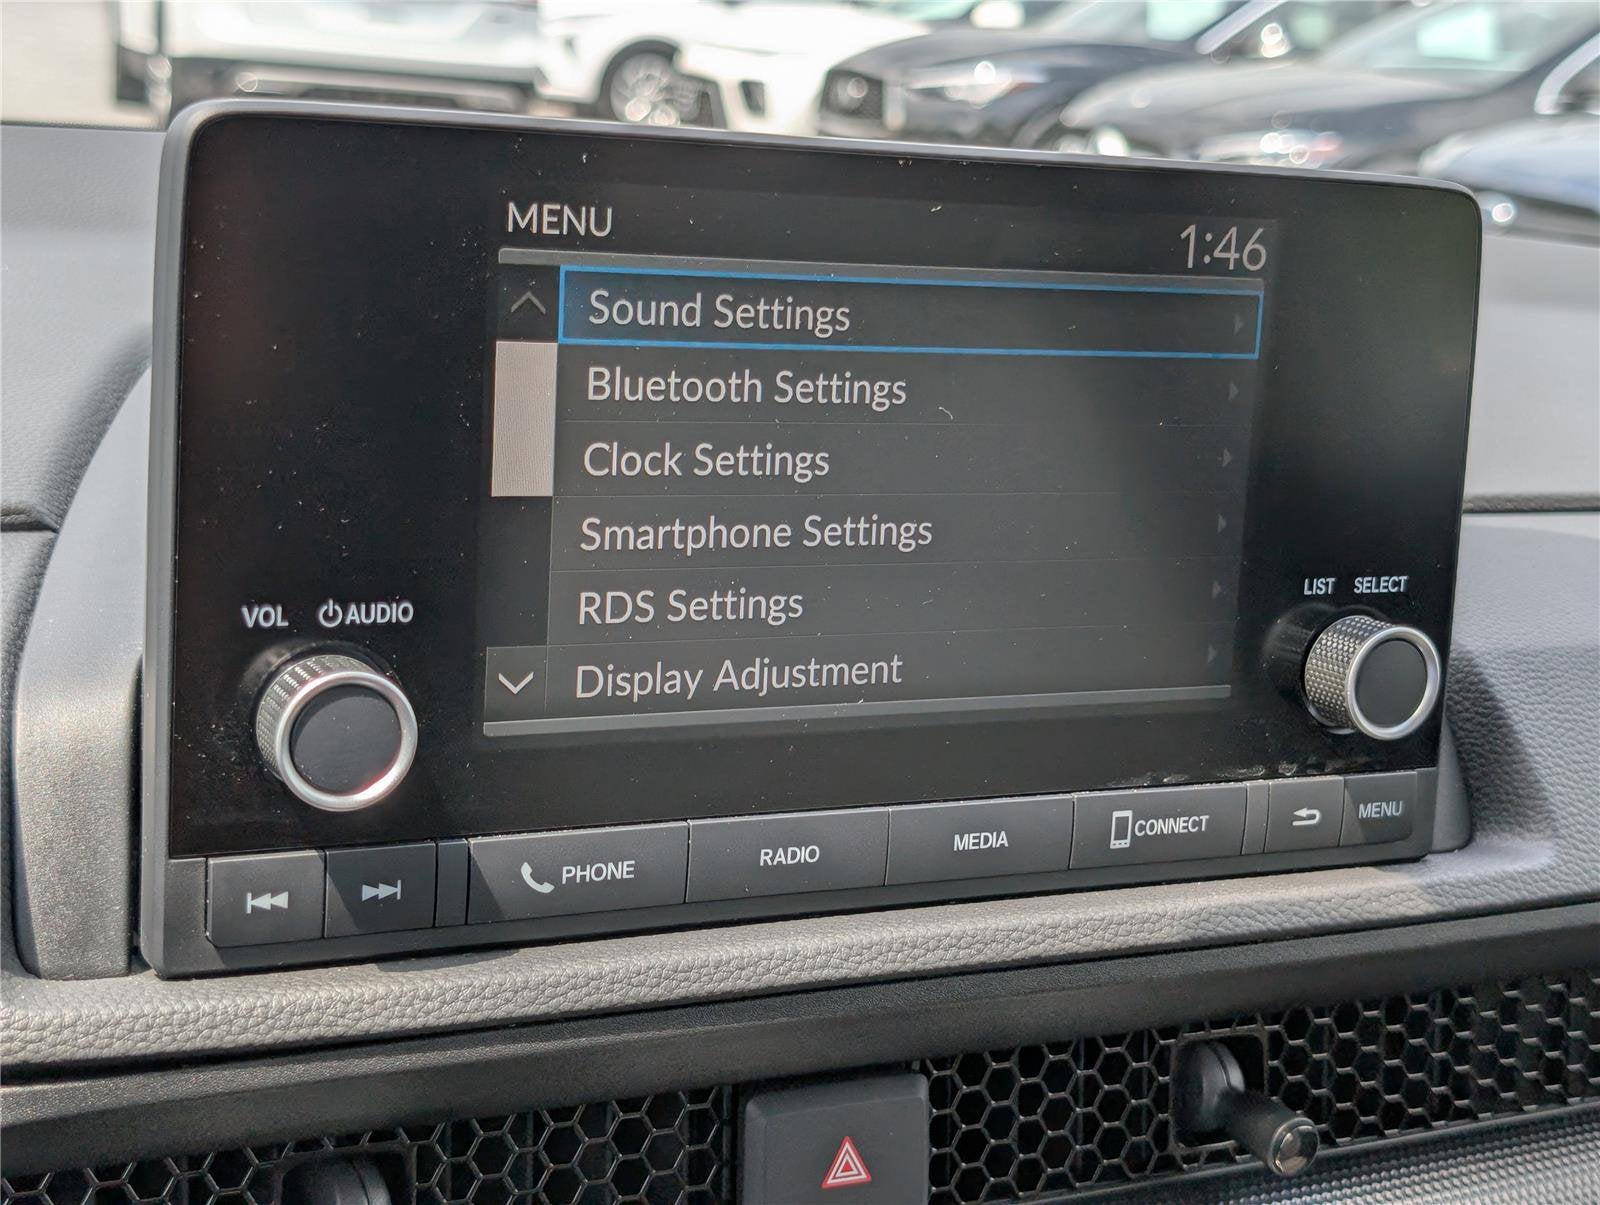 MENU
1:46
Sound Settings
Bluetooth Settings
Clock Settings
Smartphone Settings
RDS Settings
Display Adjustment
VOL AUDIO
LIST SELECT
PHONE
RADIO
MEDIA
CONNECT
MENU